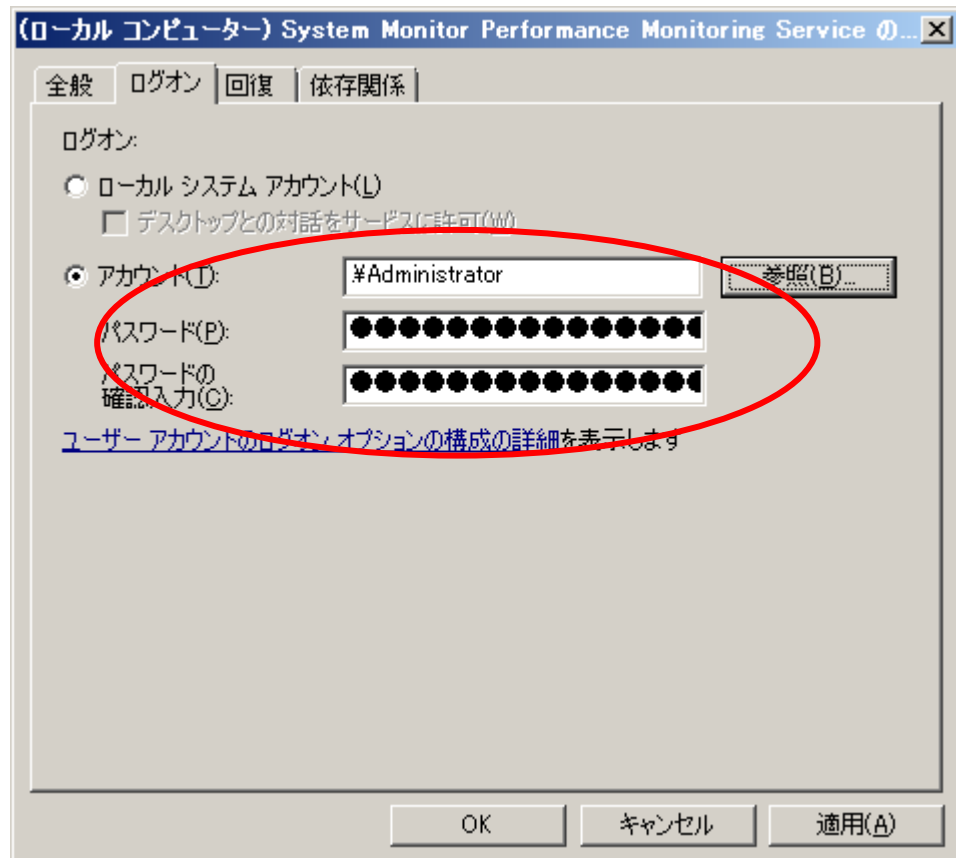 (ローカル コンピューター) System Monitor Performance Monitoring Service の...
全般 ログオン 回復 依存関係
ログオン:
ローカル システム アカウント(L)
デスクトップとの対話をサービスに許可(W)
アカウント(T): .¥Administrator 参照(B)...
パスワード(P): ●●●●●●●●●●●●●●●
パスワードの
確認入力(C): ●●●●●●●●●●●●●●●
ユーザー アカウントのログオン オプションの構成の詳細を表示します
OK キャンセル 適用(A)